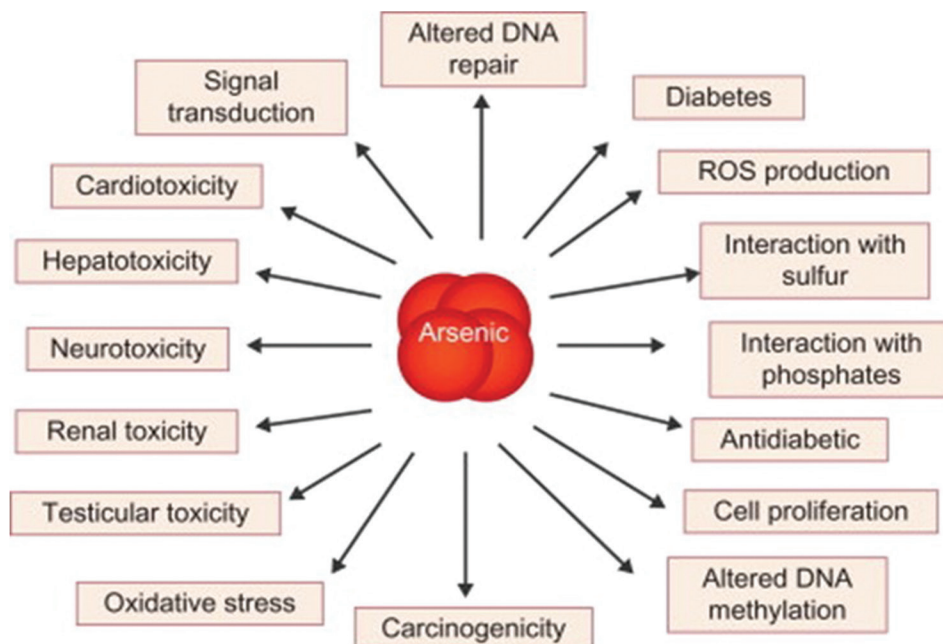 Altered DNA
repair
Signal
transduction
Diabetes
Cardiotoxicity
ROS production
Hepatotoxicity
Interaction with
sulfur
Arsenic
Neurotoxicity
Interaction with
phosphates
Renal toxicity
Antidiabetic
Testicular toxicity
Cell proliferation
Oxidative stress
Altered DNA
methylation
Carcinogenicity